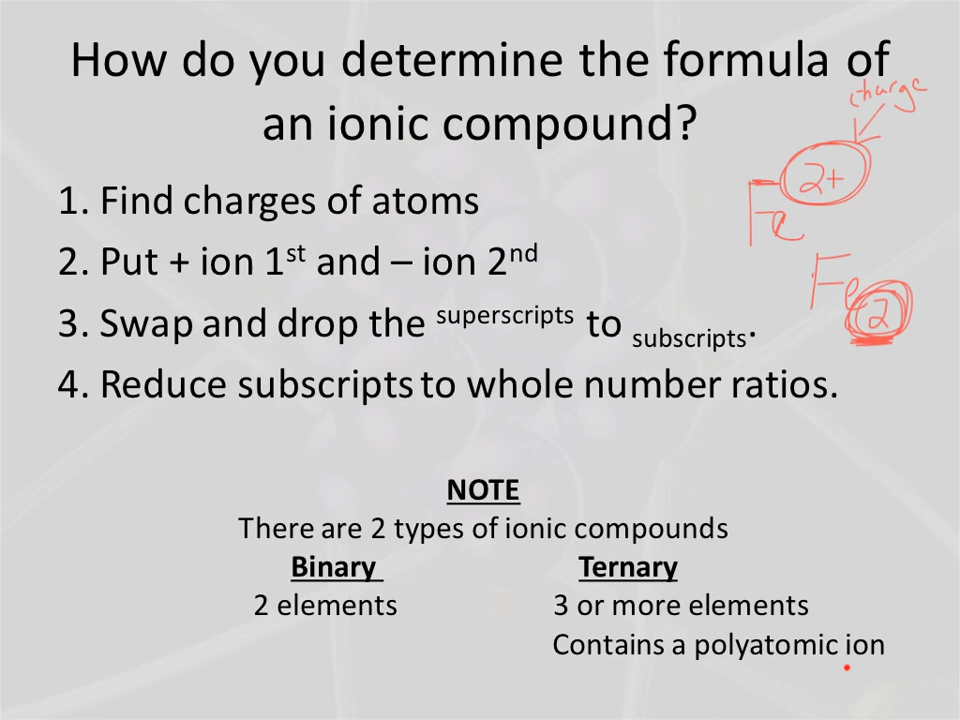 How do you determine the formula of
an ionic compound?
charge
Fe 2+
1. Find charges of atoms
2. Put + ion 1st and – ion 2nd
Fe 2
3. Swap and drop the superscripts to subscripts.
4. Reduce subscripts to whole number ratios.
NOTE
There are 2 types of ionic compounds
Binary Ternary
2 elements 3 or more elements
Contains a polyatomic ion